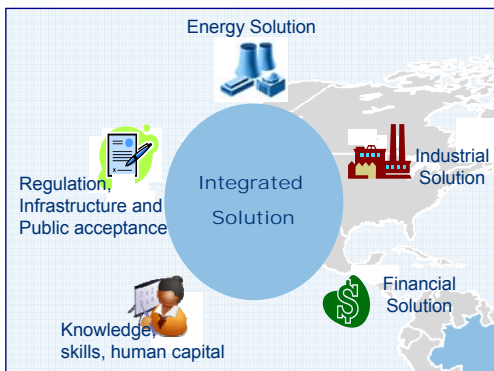 Energy Solution
Industrial
Solution
Integrated
Solution
Regulation,
Infrastructure and
Public acceptance
Financial
Solution
$
Knowledge,
skills, human capital